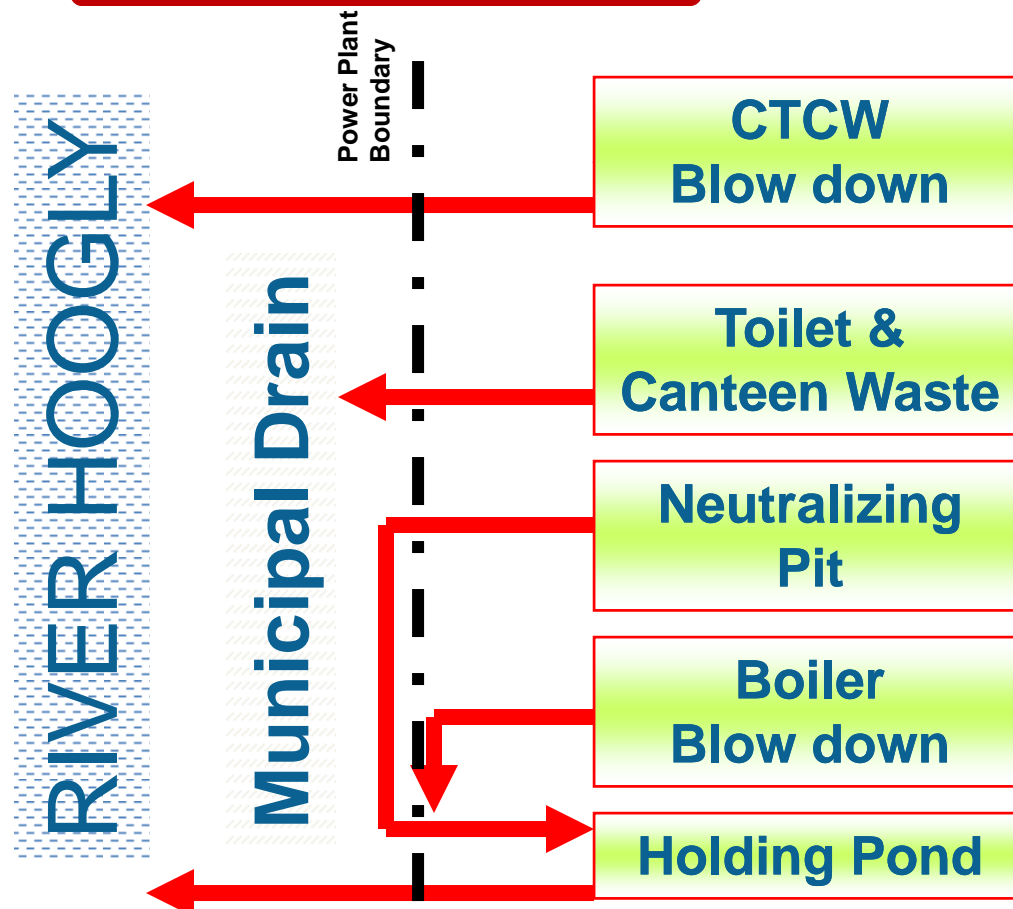 Power Plant
Boundary
RIVER HOOGLY
Municipal Drain
CTCW
Blow down
Toilet &
Canteen Waste
Neutralizing
Pit
Boiler
Blow down
Holding Pond